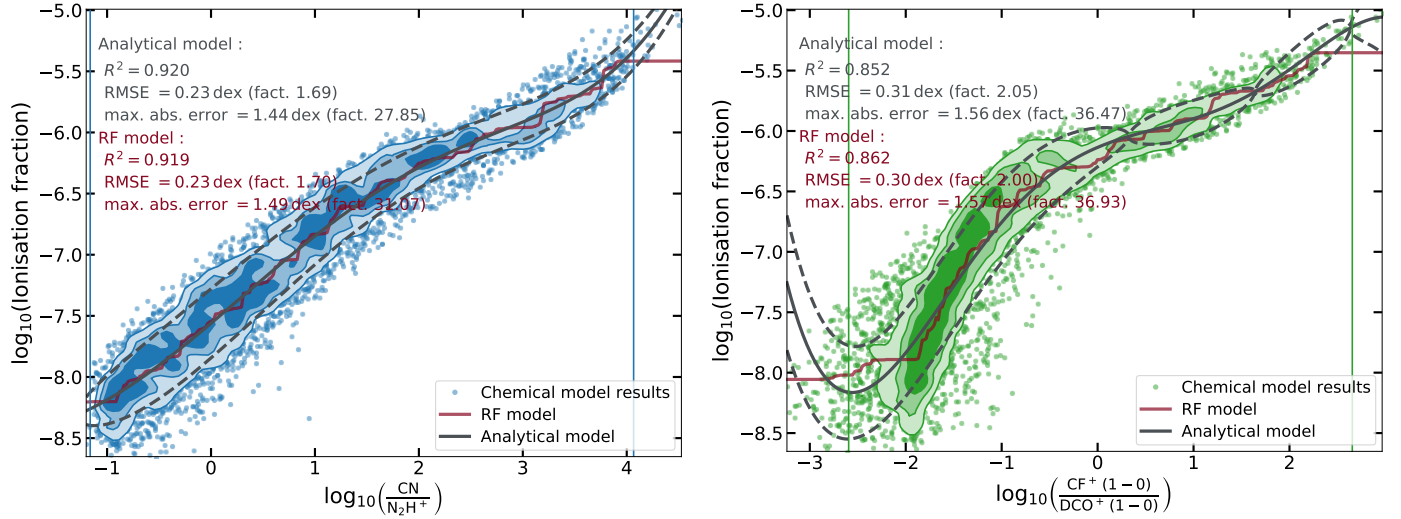 Analytical model :
R² = 0.920
RMSE = 0.23 dex (fact. 1.69)
max. abs. error = 1.44 dex (fact. 27.85)
RF model :
R² = 0.919
RMSE = 0.23 dex (fact. 1.70)
max. abs. error = 1.49 dex (fact. 31.07)
log₁₀(Ionisation fraction)
−5.0
−5.5
−6.0
−6.5
−7.0
−7.5
−8.0
−8.5
Chemical model results
RF model
Analytical model
−1 0 1 2 3 4
log₁₀(CN/N₂H⁺)
Analytical model :
R² = 0.852
RMSE = 0.31 dex (fact. 2.05)
max. abs. error = 1.56 dex (fact. 36.47)
RF model :
R² = 0.862
RMSE = 0.30 dex (fact. 2.00)
max. abs. error = 1.57 dex (fact. 36.93)
log₁₀(Ionisation fraction)
−5.0
−5.5
−6.0
−6.5
−7.0
−7.5
−8.0
−8.5
Chemical model results
RF model
Analytical model
−3 −2 −1 0 1 2
log₁₀(CF⁺ (1−0)/DCO⁺ (1−0))